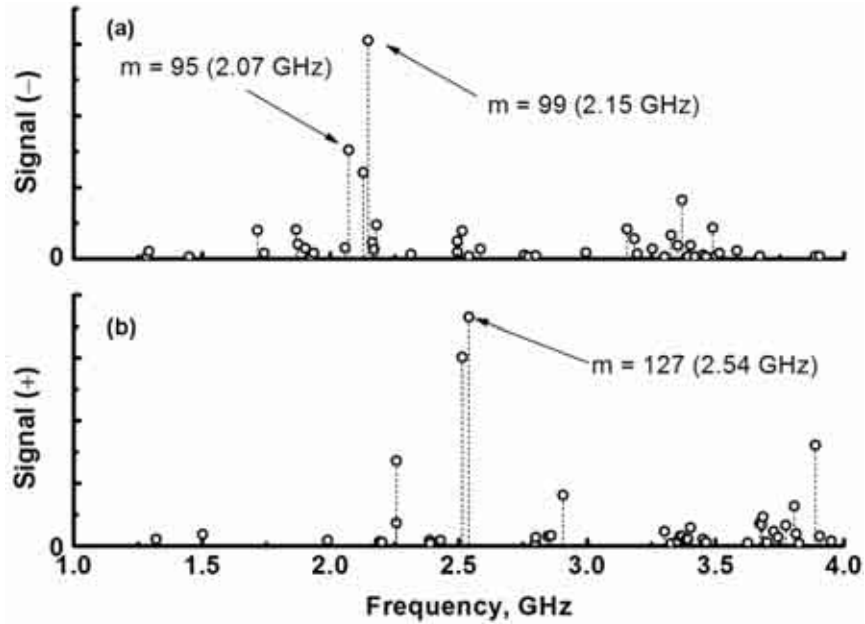 (a)
m = 95 (2.07 GHz)
m = 99 (2.15 GHz)
Signal (−)
0
(b)
m = 127 (2.54 GHz)
Signal (+)
0
1.0 1.5 2.0 2.5 3.0 3.5 4.0
Frequency, GHz